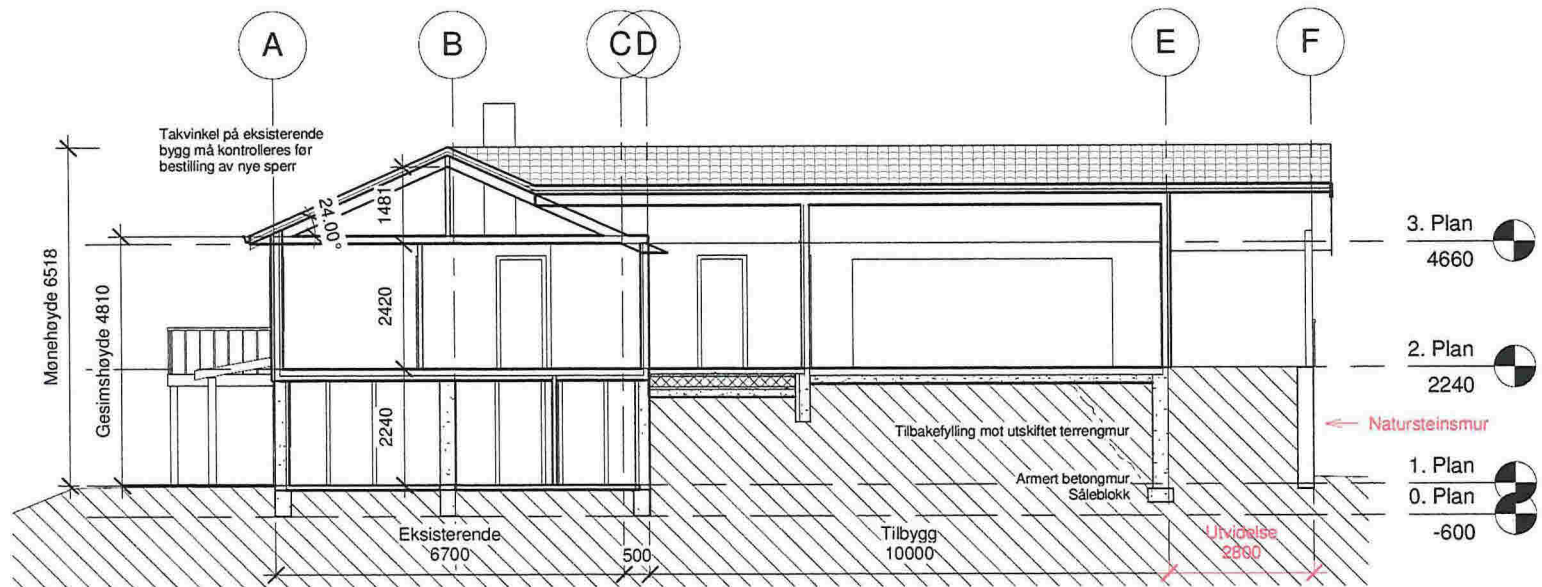 A
B
C
D
E
F
Takvinkel på eksisterende
bygg må kontrolleres før
bestilling av nye sperr
24.00°
1481
Mønehøyde 6518
Gesimshøyde 4810
2420
2240
3. Plan
4660
2. Plan
2240
Natursteinsmur
1. Plan
0. Plan
-600
Tilbakefylling mot utskiftet terrengmur
Armert betongmur
Såleblokk
Eksisterende
6700
500
Tilbygg
10000
Utvidelse
2800